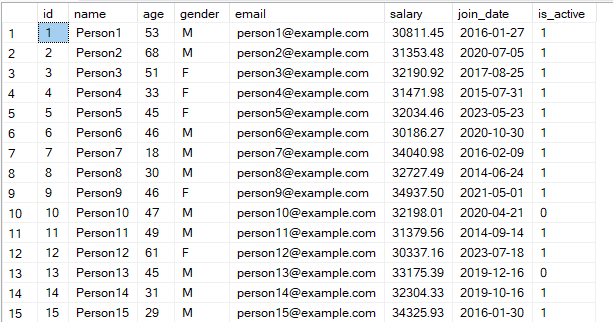 id name age gender email salary join_date is_active
1 1 Person1 53 M person1@example.com 30811.45 2016-01-27 1
2 2 Person2 68 M person2@example.com 31353.48 2020-07-05 1
3 3 Person3 51 F person3@example.com 32190.92 2017-08-25 1
4 4 Person4 33 F person4@example.com 31471.98 2015-07-31 1
5 5 Person5 45 F person5@example.com 32034.46 2023-05-23 1
6 6 Person6 46 M person6@example.com 30186.27 2020-10-30 1
7 7 Person7 18 M person7@example.com 34040.98 2016-02-09 1
8 8 Person8 30 M person8@example.com 32727.49 2014-06-24 1
9 9 Person9 46 F person9@example.com 34937.50 2021-05-01 1
10 10 Person10 47 M person10@example.com 32198.01 2020-04-21 0
11 11 Person11 49 M person11@example.com 31379.56 2014-09-14 1
12 12 Person12 61 F person12@example.com 30337.16 2023-07-18 1
13 13 Person13 45 M person13@example.com 33175.39 2019-12-16 0
14 14 Person14 31 M person14@example.com 32304.33 2019-10-16 1
15 15 Person15 29 M person15@example.com 34325.93 2016-01-30 1